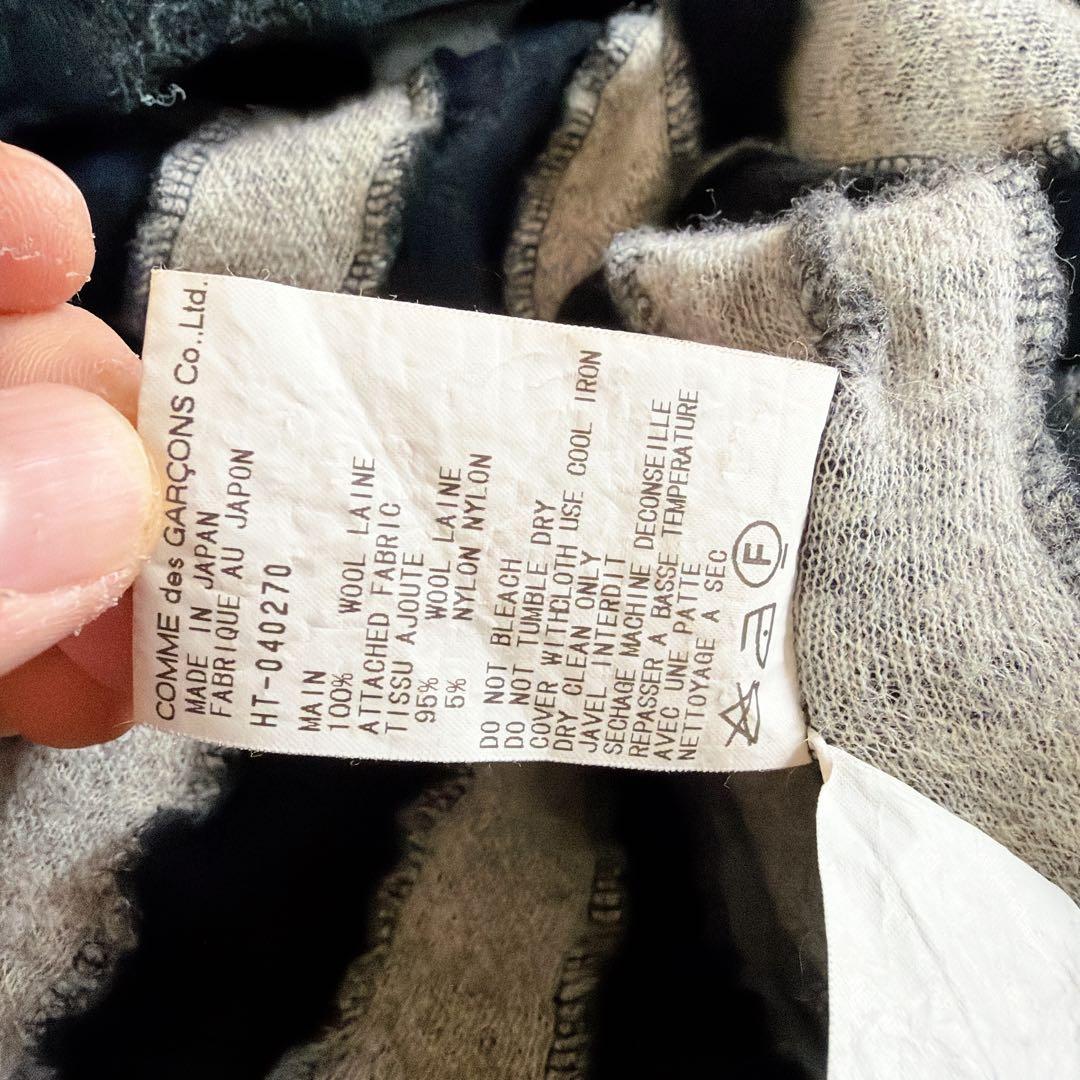 COMME des GARÇONS Co.,Ltd.
MADE IN JAPAN
FABRIQUE AU JAPON
HT-040270
MAIN
100% WOOL LAINE
ATTACHED FABRIC
TISSU AJOUTE
95% WOOL LAINE
5% NYLON NYLON
DO NOT BLEACH
DO NOT TUMBLE DRY
COVER WITHCLOTH USE COOL IRON
DRY CLEAN ONLY
JAVEL INTERDIT
SECHAGE MACHINE DECONSEILLE
REPASSER A BASSE TEMPERATURE
AVEC UNE PATTE
NETTOYAGE A SEC
F